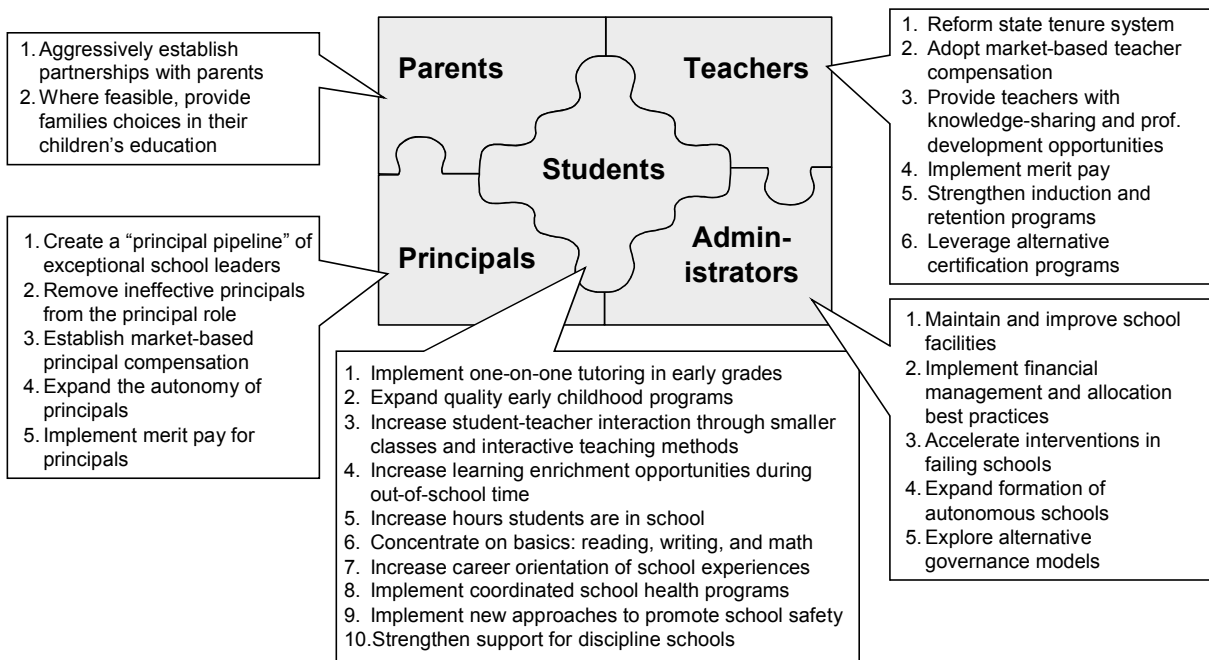 Parents
Teachers
Students
Principals
Admin-
istrators
1. Aggressively establish
partnerships with parents
2. Where feasible, provide
families choices in their
children's education
1. Reform state tenure system
2. Adopt market-based teacher
compensation
3. Provide teachers with
knowledge-sharing and prof.
development opportunities
4. Implement merit pay
5. Strengthen induction and
retention programs
6. Leverage alternative
certification programs
1. Create a “principal pipeline” of
exceptional school leaders
2. Remove ineffective principals
from the principal role
3. Establish market-based
principal compensation
4. Expand the autonomy of
principals
5. Implement merit pay for
principals
1. Implement one-on-one tutoring in early grades
2. Expand quality early childhood programs
3. Increase student-teacher interaction through smaller
classes and interactive teaching methods
4. Increase learning enrichment opportunities during
out-of-school time
5. Increase hours students are in school
6. Concentrate on basics: reading, writing, and math
7. Increase career orientation of school experiences
8. Implement coordinated school health programs
9. Implement new approaches to promote school safety
10.Strengthen support for discipline schools
1. Maintain and improve school
facilities
2. Implement financial
management and allocation
best practices
3. Accelerate interventions in
failing schools
4. Expand formation of
autonomous schools
5. Explore alternative
governance models